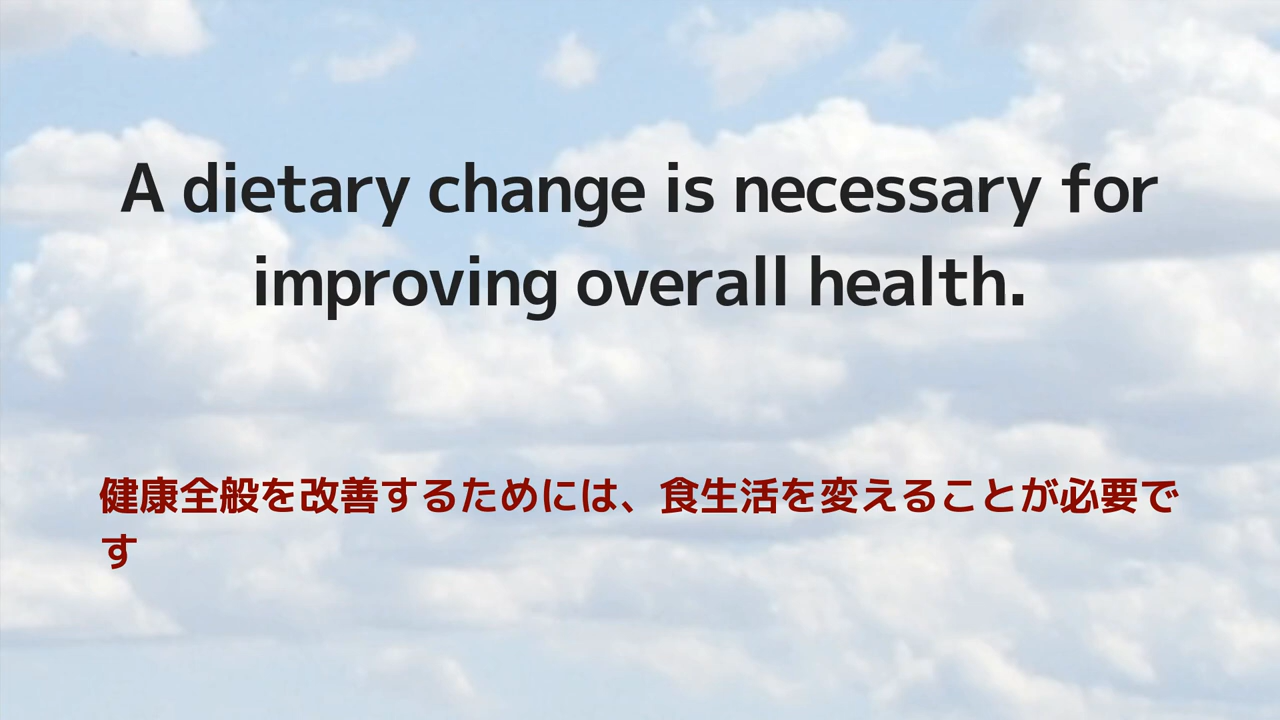 A dietary change is necessary for
improving overall health.
健康全般を改善するためには、食生活を変えることが必要で
す